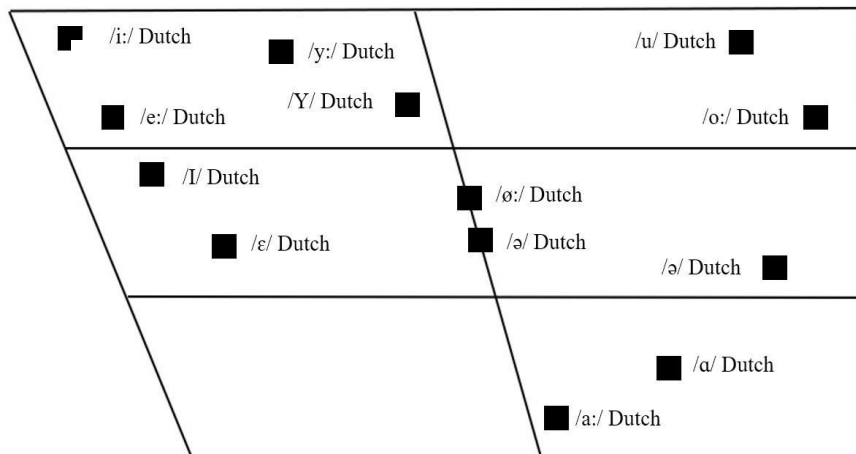 /i:/ Dutch
/y:/ Dutch
/u/ Dutch
/Y/ Dutch
/e:/ Dutch
/o:/ Dutch
/I/ Dutch
/ø:/ Dutch
/ɛ/ Dutch
/ə/ Dutch
/ə/ Dutch
/ɑ/ Dutch
/a:/ Dutch